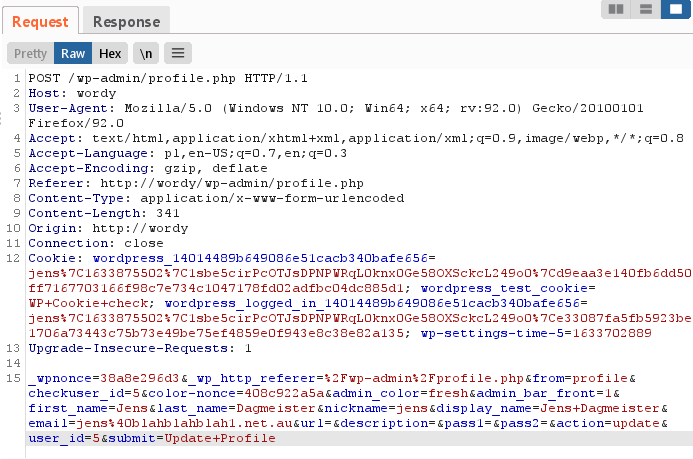 Request Response
Pretty Raw Hex \n
1 POST /wp-admin/profile.php HTTP/1.1
2 Host: wordy
3 User-Agent: Mozilla/5.0 (Windows NT 10.0; Win64; x64; rv:92.0) Gecko/20100101
Firefox/92.0
4 Accept: text/html,application/xhtml+xml,application/xml;q=0.9,image/webp,*/*;q=0.8
5 Accept-Language: pl,en-US;q=0.7,en;q=0.3
6 Accept-Encoding: gzip, deflate
7 Referer: http://wordy/wp-admin/profile.php
8 Content-Type: application/x-www-form-urlencoded
9 Content-Length: 341
10 Origin: http://wordy
11 Connection: close
12 Cookie: wordpress_14014489b649086e51cacb340bafe656=
jens%7C1633875502%7C1sbe5cirPcOTJsDPNPWRqL0knx0Ge58OXSckcL249o0%7Cd9eaa3e140fb6dd50
ff7167703166f98c7e734c1047178fd02adfbc04dc885d1; wordpress_test_cookie=
WP+Cookie+check; wordpress_logged_in_14014489b649086e51cacb340bafe656=
jens%7C1633875502%7C1sbe5cirPcOTJsDPNPWRqL0knx0Ge58OXSckcL249o0%7Ce33087fa5fb5923be
1706a73443c75b73e49be75ef4859e0f943e8c38e82a135; wp-settings-time-5=1633702889
13 Upgrade-Insecure-Requests: 1
14
15 _wpnonce=38a8e296d3&_wp_http_referer=%2Fwp-admin%2Fprofile.php&from=profile&
checkuser_id=5&color-nonce=408c922a5a&admin_color=fresh&admin_bar_front=1&
first_name=Jens&last_name=Dagmeister&nickname=jens&display_name=Jens+Dagmeister&
email=jens%40blahblahblah1.net.au&url=&description=&pass1=&pass2=&action=update&
user_id=5&submit=Update+Profile